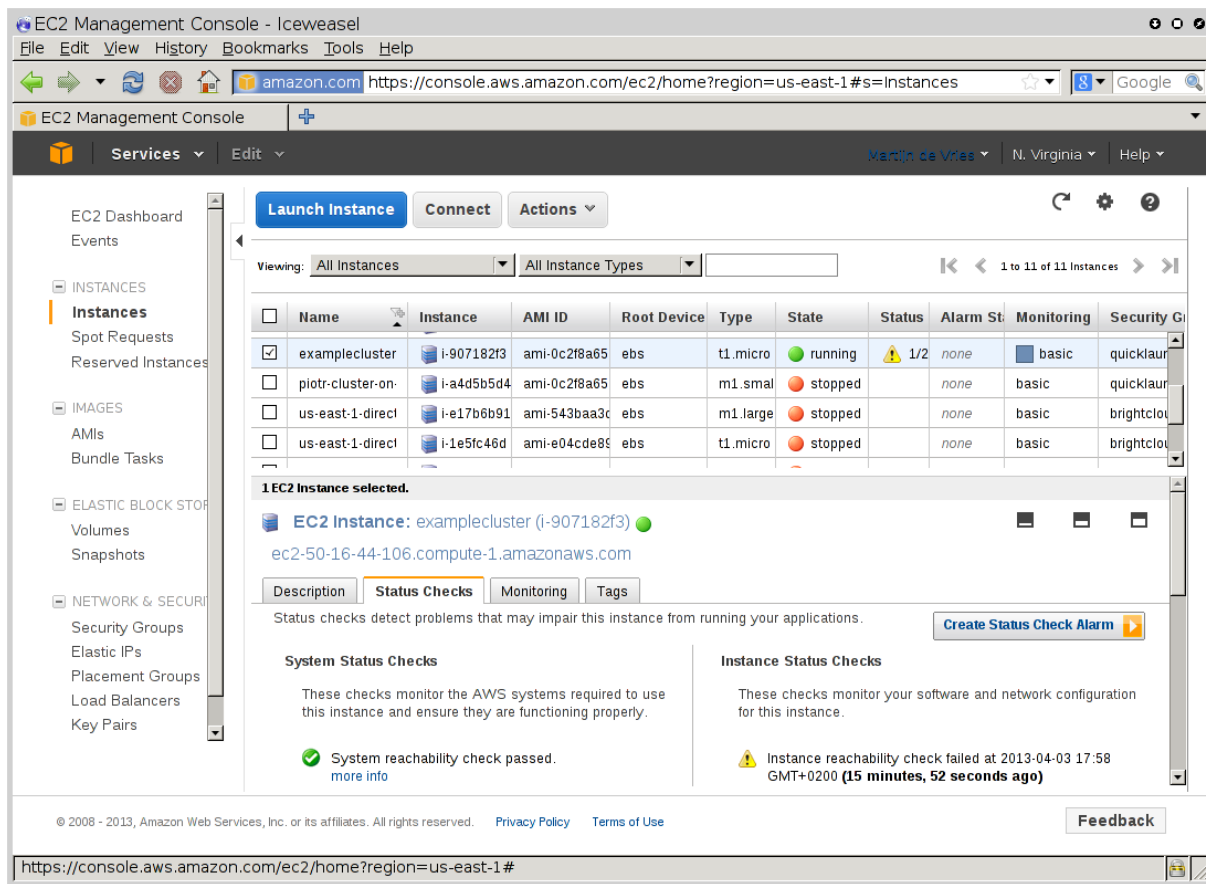 EC2 Management Console - Iceweasel
File Edit View History Bookmarks Tools Help
amazon.com https://console.aws.amazon.com/ec2/home?region=us-east-1#s=Instances
8 Google
EC2 Management Console
Services Edit Martijn de Vries N. Virginia Help
EC2 Dashboard
Events
INSTANCES
Instances
Spot Requests
Reserved Instances
IMAGES
AMIs
Bundle Tasks
ELASTIC BLOCK STOR
Volumes
Snapshots
NETWORK & SECURI
Security Groups
Elastic IPs
Placement Groups
Load Balancers
Key Pairs
Launch Instance Connect Actions
Viewing: All Instances All Instance Types 1 to 11 of 11 Instances
Name Instance AMI ID Root Device Type State Status Alarm St Monitoring Security G
examplecluster i-907182f3 ami-0c2f8a65 ebs t1.micro running 1/2 none basic quicklaun
piotr-cluster-on- i-a4d5b5d4 ami-0c2f8a65 ebs m1.smal stopped none basic quicklaun
us-east-1-direct i-e17b6b91 ami-543baa3d ebs m1.large stopped none basic brightclou
us-east-1-direct i-1e5fc46d ami-e04cde89 ebs t1.micro stopped none basic brightclou
1 EC2 Instance selected.
EC2 Instance: examplecluster (i-907182f3)
ec2-50-16-44-106.compute-1.amazonaws.com
Description Status Checks Monitoring Tags
Status checks detect problems that may impair this instance from running your applications.
Create Status Check Alarm
System Status Checks
These checks monitor the AWS systems required to use
this instance and ensure they are functioning properly.
System reachability check passed.
more info
Instance Status Checks
These checks monitor your software and network configuration
for this instance.
Instance reachability check failed at 2013-04-03 17:58
GMT+0200 (15 minutes, 52 seconds ago)
© 2008 - 2013, Amazon Web Services, Inc. or its affiliates. All rights reserved. Privacy Policy Terms of Use Feedback
https://console.aws.amazon.com/ec2/home?region=us-east-1#